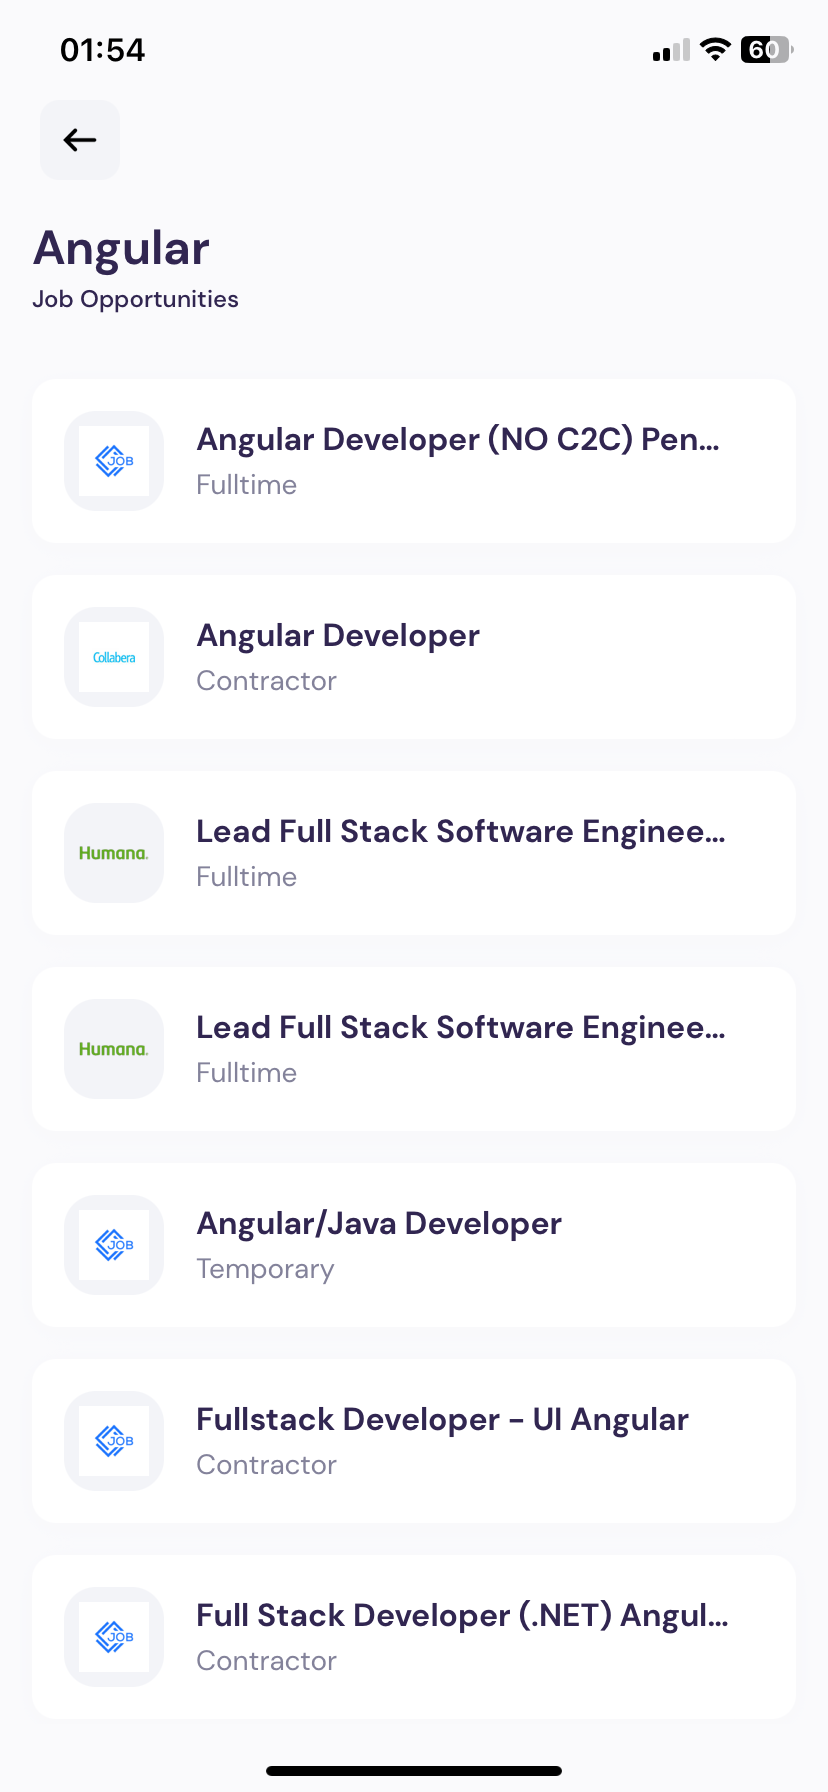 01:54
60
Angular
Job Opportunities
JOB
Angular Developer (NO C2C) Pen...
Fulltime
Collabera
Angular Developer
Contractor
Humana.
Lead Full Stack Software Enginee...
Fulltime
Humana.
Lead Full Stack Software Enginee...
Fulltime
JOB
Angular/Java Developer
Temporary
JOB
Fullstack Developer - UI Angular
Contractor
JOB
Full Stack Developer (.NET) Angul...
Contractor